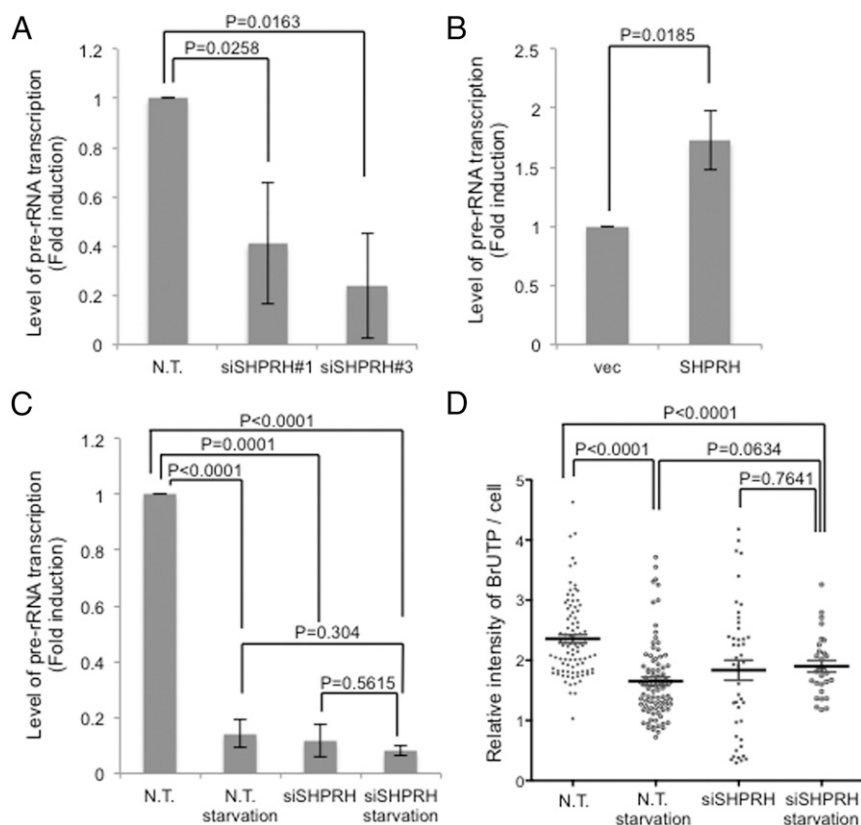 A
Level of pre-rRNA transcription
(Fold induction)
1.2
1
0.8
0.6
0.4
0.2
0
P=0.0163
P=0.0258
N.T.
siSHPRH#1
siSHPRH#3
B
Level of pre-rRNA transcription
(Fold induction)
2.5
2
1.5
1
0.5
0
P=0.0185
vec
SHPRH
C
Level of pre-rRNA transcription
(Fold induction)
1.2
1
0.8
0.6
0.4
0.2
0
P<0.0001
P=0.0001
P<0.0001
P=0.304
P=0.5615
N.T.
N.T.
starvation
siSHPRH
siSHPRH
starvation
D
Relative intensity of BrUTP / cell
5
4
3
2
1
0
P<0.0001
P<0.0001
P=0.0634
P=0.7641
N.T.
N.T.
starvation
siSHPRH
siSHPRH
starvation